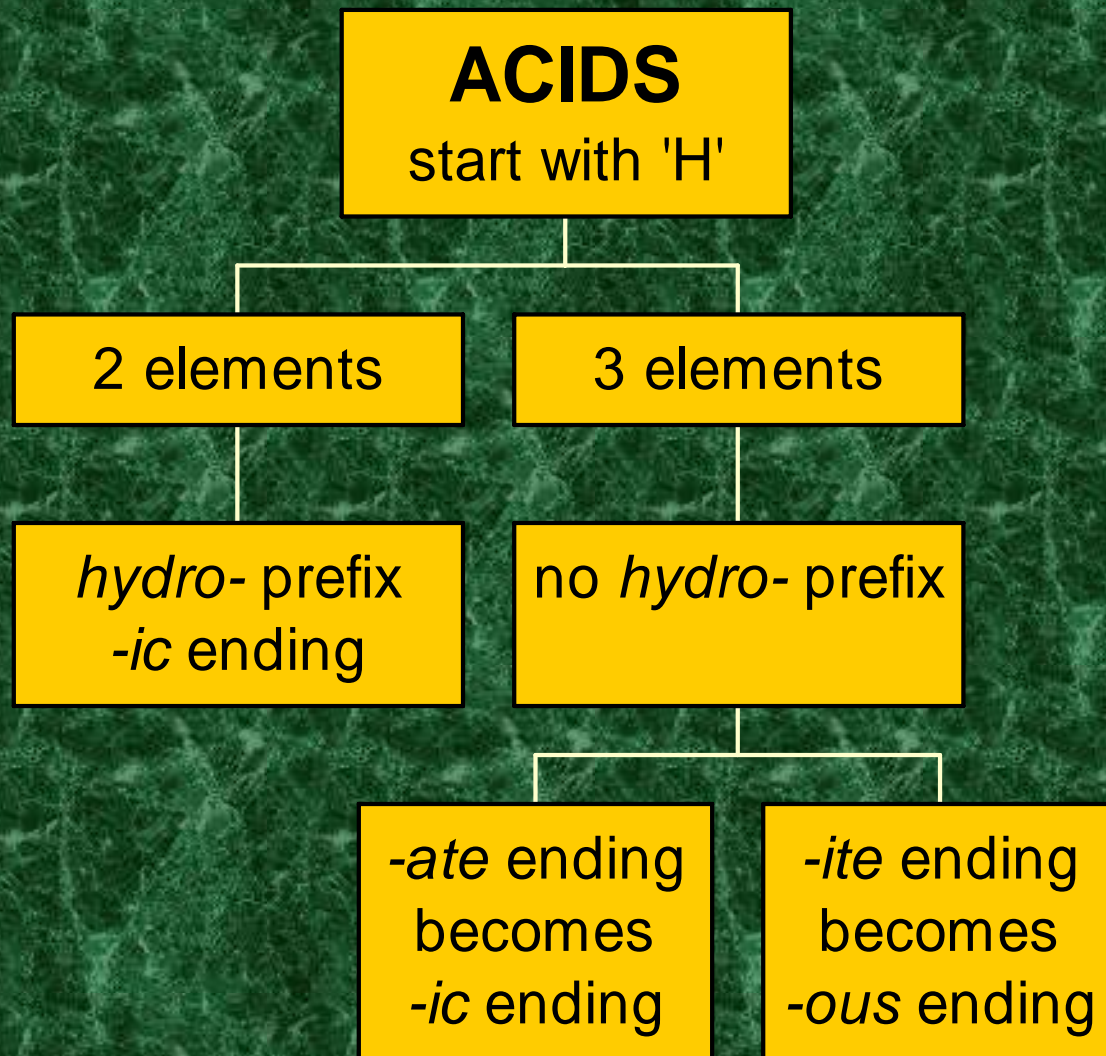 ACIDS
start with 'H'
2 elements
3 elements
hydro- prefix
-ic ending
no hydro- prefix
-ate ending
becomes
-ic ending
-ite ending
becomes
-ous ending